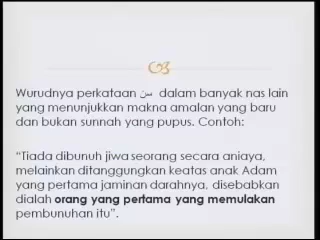 Wurudnya perkataan سن dalam banyak nas lain
yang menunjukkan makna amalan yang baru
dan bukan sunnah yang pupus. Contoh:
“Tiada dibunuh jiwa seorang secara aniaya,
melainkan ditanggungkan keatas anak Adam
yang pertama jaminan darahnya, disebabkan
dialah orang yang pertama yang memulakan
pembunuhan itu”.